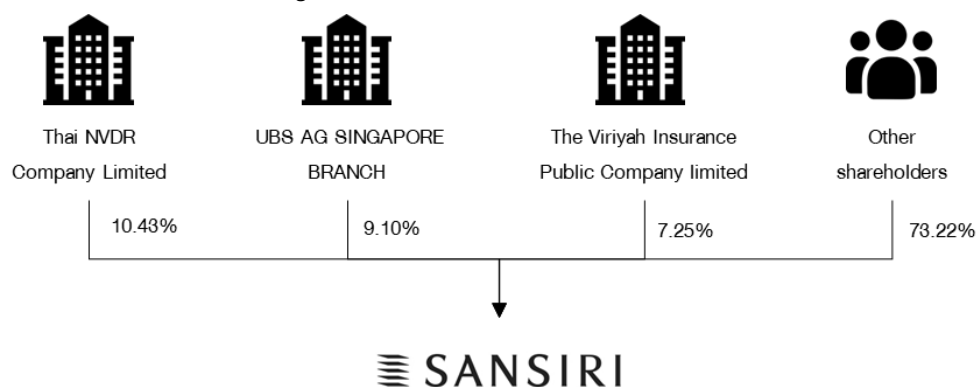 Thai NVDR
Company Limited
UBS AG SINGAPORE
BRANCH
The Viriyah Insurance
Public Company limited
Other
shareholders
10.43%
9.10%
7.25%
73.22%
SANSIRI